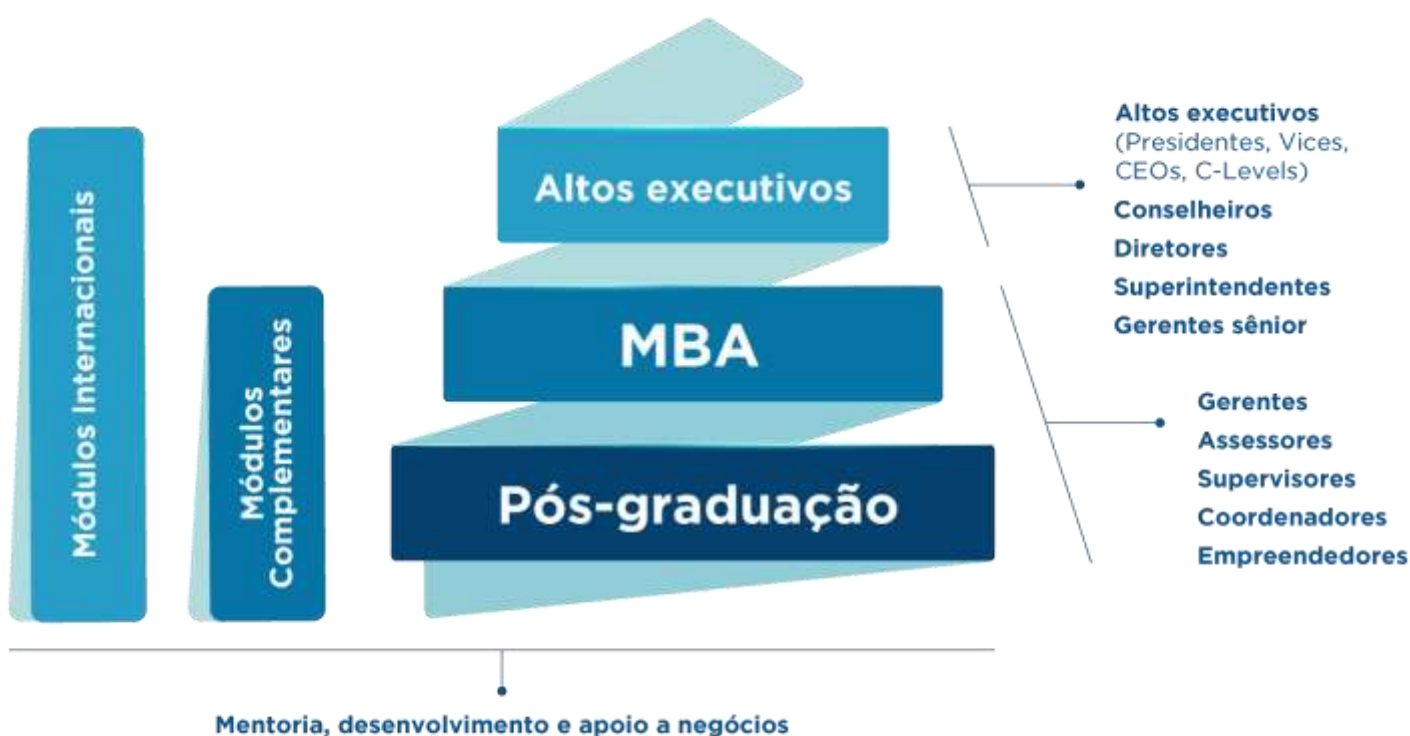 Módulos Internacionais
Módulos
Complementares
Altos executivos
MBA
Pós-graduação
Altos executivos
(Presidentes, Vices,
CEOs, C-Levels)
Conselheiros
Diretores
Superintendentes
Gerentes sênior
Gerentes
Assessores
Supervisores
Coordenadores
Empreendedores
Mentoria, desenvolvimento e apoio a negócios